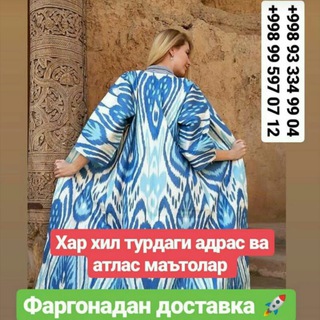 +998 93 334 99 04
+998 99 597 07 12
Хар хил турдаги адрас ва
атлас маътолар
Фаргонадан доставка 🚀